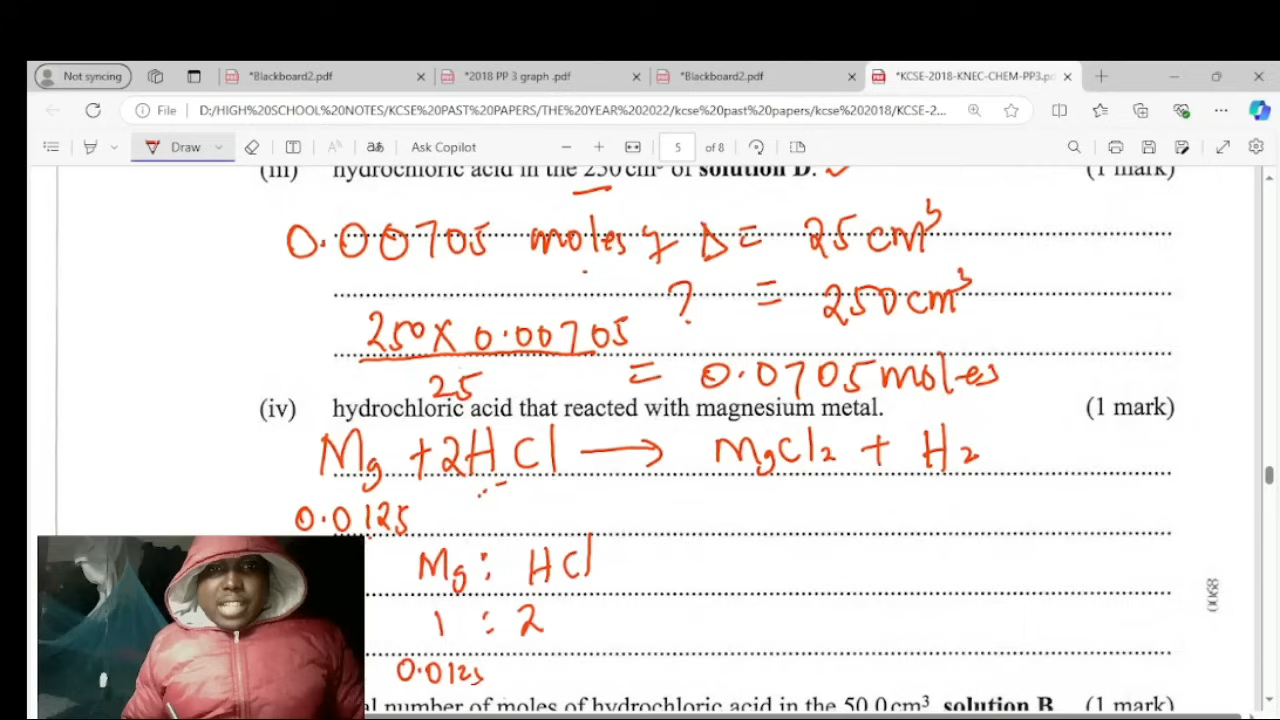 Not syncing
*Blackboard2.pdf
*2018 PP 3 graph .pdf
*Blackboard2.pdf
*KCSE-2018-KNEC-CHEM-PP3.p
File D:/HIGH%20SCHOOL%20NOTES/KCSE%20PAST%20PAPERS/THE%20YEAR%202022/kcse%20past%20papers/kcse%202018/KCSE-2...
Draw Ask Copilot 5 of 8
(iii) hydrochloric acid in the 250 cm³ of solution D. (1 mark)
0.00705 moles of D = 25 cm³
? = 250 cm³
250 x 0.00705
25
= 0.0705 moles
(iv) hydrochloric acid that reacted with magnesium metal. (1 mark)
Mg + 2HCl → MgCl2 + H2
0.0125
Mg : HCl
1 : 2
0.0125
0068
number of moles of hydrochloric acid in the 50.0cm³ solution B (1 mark)